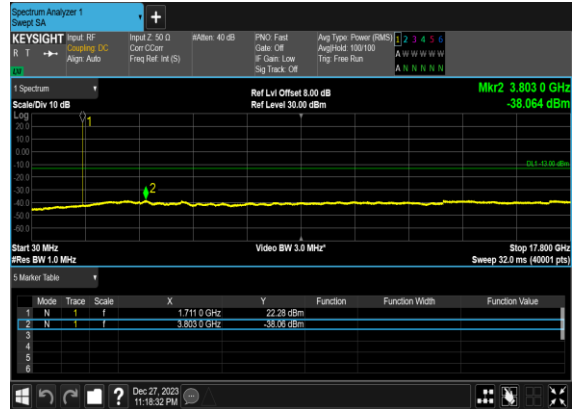 Spectrum Analyzer 1
Swept SA
+
KEYSIGHT Input: RF Input Z: 50 Ω #Atten: 40 dB PNO: Fast Avg Type: Power (RMS) 1 2 3 4 5 6
R T Coupling: DC Corr CCorr Gate: Off Avg|Hold: 100/100 A W W W W W
Align: Auto Freq Ref: Int (S) IF Gain: Low Trig: Free Run
Sig Track: Off A N N N N N
1 Spectrum Ref Lvl Offset 8.00 dB Mkr2 3.803 0 GHz
Scale/Div 10 dB Ref Level 30.00 dBm -38.064 dBm
Log
1
20.0
10.0
0.00
-10.0
DL1 -13.00 dBm
-20.0
-30.0
2
-40.0
-50.0
-60.0
Start 30 MHz Video BW 3.0 MHz* Stop 17.800 GHz
#Res BW 1.0 MHz Sweep 32.0 ms (40001 pts)
5 Marker Table
Mode Trace Scale X Y Function Function Width Function Value
1 N 1 f 1.711 0 GHz 22.28 dBm
2 N 1 f 3.803 0 GHz -38.06 dBm
3
4
5
6
? Dec 27, 2023
11:18:32 PM